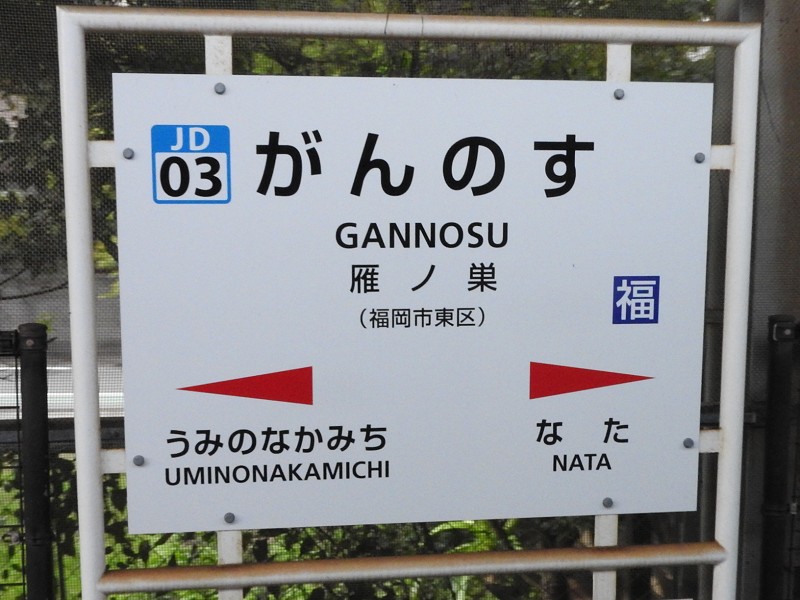 JD
03
がんのす
GANNOSU
雁ノ巣
福
（福岡市東区）
うみのなかみち
UMINONAKAMICHI
なた
NATA